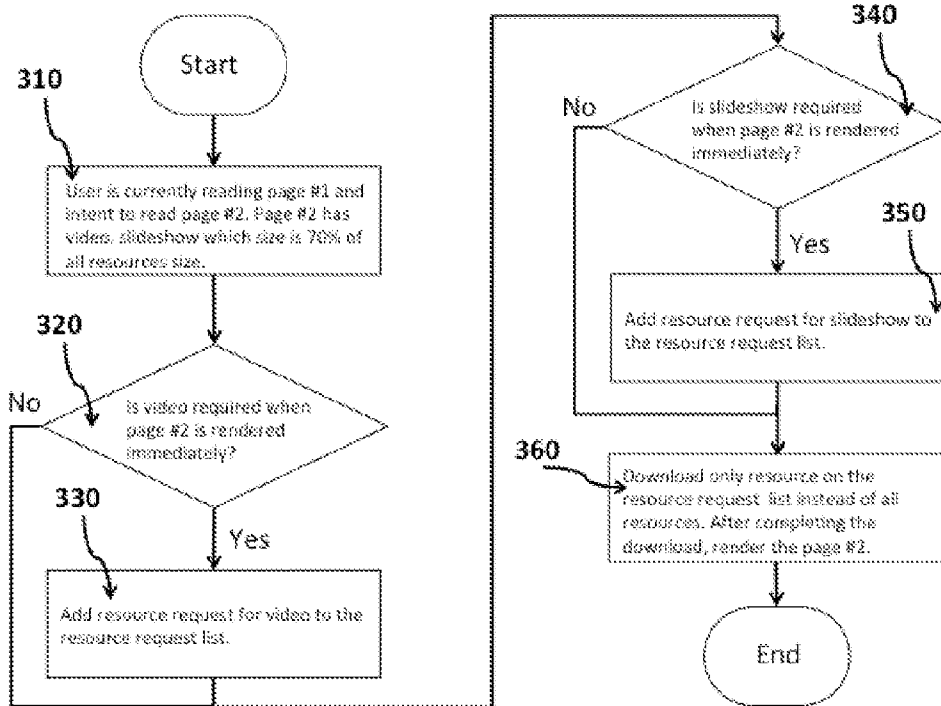 Start
310
User is currently reading page #1 and
intent to read page #2. Page #2 has
video, slideshow which size is 70% of
all resources size.
320
No
Is video required when
page #2 is rendered
immediately?
Yes
330
Add resource request for video to the
resource request list.
340
No
Is slideshow required
when page #2 is rendered
immediately?
Yes
350
Add resource request for slideshow to
the resource request list.
360
Download only resource on the
resource request list instead of all
resources. After completing the
download, render the page #2.
End